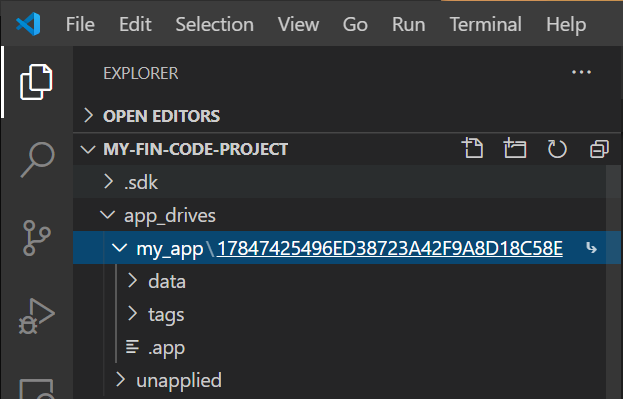 File Edit Selection View Go Run Terminal Help
EXPLORER
OPEN EDITORS
MY-FIN-CODE-PROJECT
.sdk
app_drives
my_app\17847425496ED38723A42F9A8D18C58E
data
tags
.app
unapplied